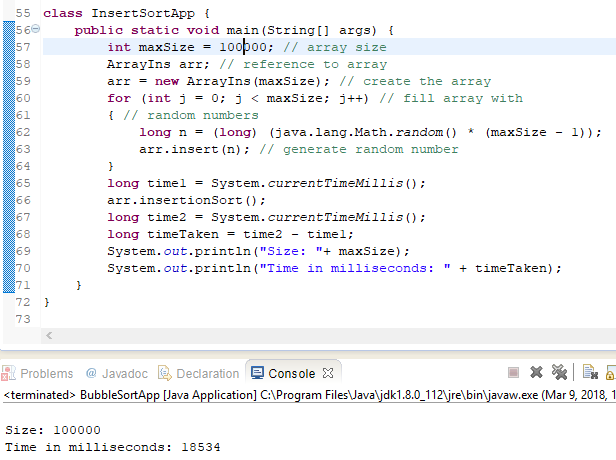 55 class InsertSortApp {
56 public static void main(String[] args) {
57 int maxSize = 100000; // array size
58 ArrayIns arr; // reference to array
59 arr = new ArrayIns(maxSize); // create the array
60 for (int j = 0; j < maxSize; j++) // fill array with
61 { // random numbers
62 long n = (long) (java.lang.Math.random() * (maxSize - 1));
63 arr.insert(n); // generate random number
64 }
65 long time1 = System.currentTimeMillis();
66 arr.insertionSort();
67 long time2 = System.currentTimeMillis();
68 long timeTaken = time2 - time1;
69 System.out.println("Size: "+ maxSize);
70 System.out.println("Time in milliseconds: " + timeTaken);
71 }
72 }
73
Problems @ Javadoc Declaration Console
<terminated> BubbleSortApp [Java Application] C:\Program Files\Java\jdk1.8.0_112\jre\bin\javaw.exe (Mar 9, 2018, 1
Size: 100000
Time in milliseconds: 18534